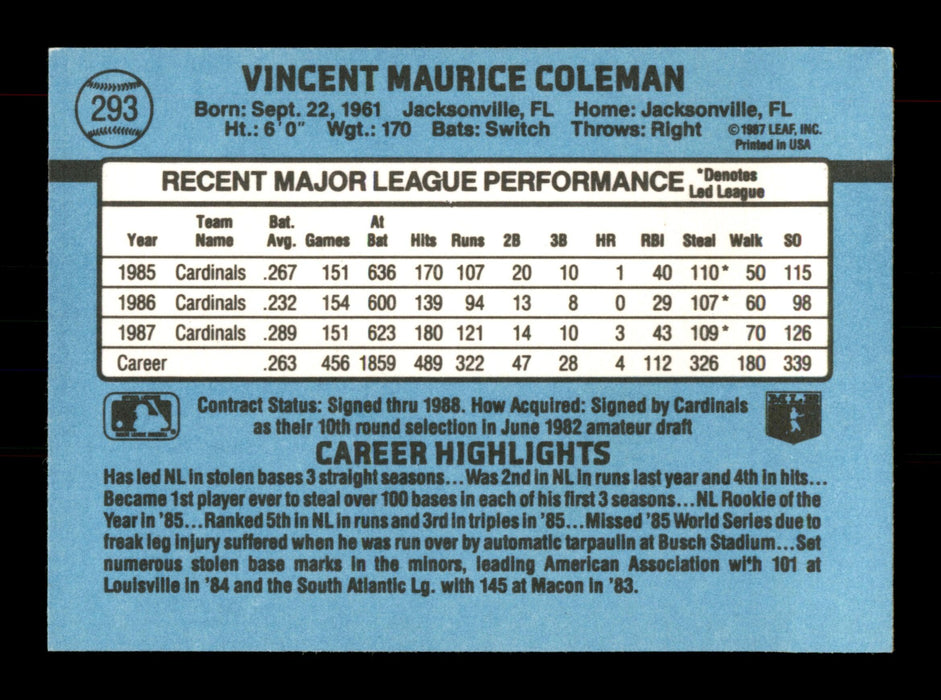 293
VINCENT MAURICE COLEMAN
Born: Sept. 22, 1961 Jacksonville, FL Home: Jacksonville, FL
Ht.: 6'0" Wgt.: 170 Bats: Switch Throws: Right
©1987 LEAF, INC.
Printed in USA
RECENT MAJOR LEAGUE PERFORMANCE *Denotes Led League
Year Team Name Bat. Avg. Games At Bat Hits Runs 2B 3B HR RBI Steal Walk SO
1985 Cardinals .267 151 636 170 107 20 10 1 40 110* 50 115
1986 Cardinals .232 154 600 139 94 13 8 0 29 107* 60 98
1987 Cardinals .289 151 623 180 121 14 10 3 43 109* 70 126
Career .263 456 1859 489 322 47 28 4 112 326 180 339
Contract Status: Signed thru 1988. How Acquired: Signed by Cardinals
as their 10th round selection in June 1982 amateur draft
MLB
CAREER HIGHLIGHTS
Has led NL in stolen bases 3 straight seasons...Was 2nd in NL in runs last year and 4th in hits...
Became 1st player ever to steal over 100 bases in each of his first 3 seasons...NL Rookie of the
Year in '85...Ranked 5th in NL in runs and 3rd in triples in '85...Missed '85 World Series due to
freak leg injury suffered when he was run over by automatic tarpaulin at Busch Stadium...Set
numerous stolen base marks in the minors, leading American Association with 101 at
Louisville in '84 and the South Atlantic Lg. with 145 at Macon in '83.